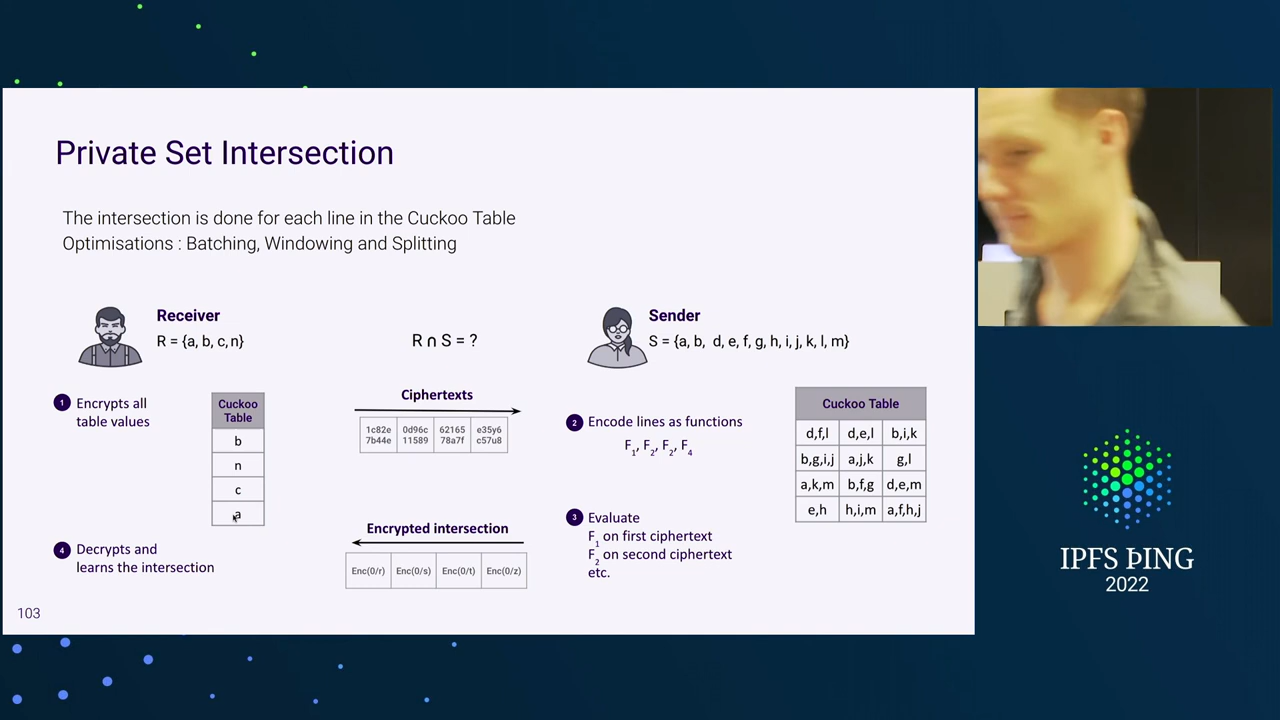 Private Set Intersection
The intersection is done for each line in the Cuckoo Table
Optimisations : Batching, Windowing and Splitting
Receiver
R = {a, b, c, n}
R ∩ S = ?
Sender
S = {a, b, d, e, f, g, h, i, j, k, l, m}
1 Encrypts all
table values
Cuckoo
Table
b
n
c
a
Ciphertexts
1c82e 0d96c 62165 e35y6
7b44e 11589 78a7f c57u8
2 Encode lines as functions
F1, F2, F2, F4
Cuckoo Table
d,f,l d,e,l b,i,k
b,g,i,j a,j,k g,l
a,k,m b,f,g d,e,m
e,h h,i,m a,f,h,j
Encrypted intersection
Enc(0/r) Enc(0/s) Enc(0/t) Enc(0/z)
3 Evaluate
F1 on first ciphertext
F2 on second ciphertext
etc.
4 Decrypts and
learns the intersection
103
IPFS ÞING
2022